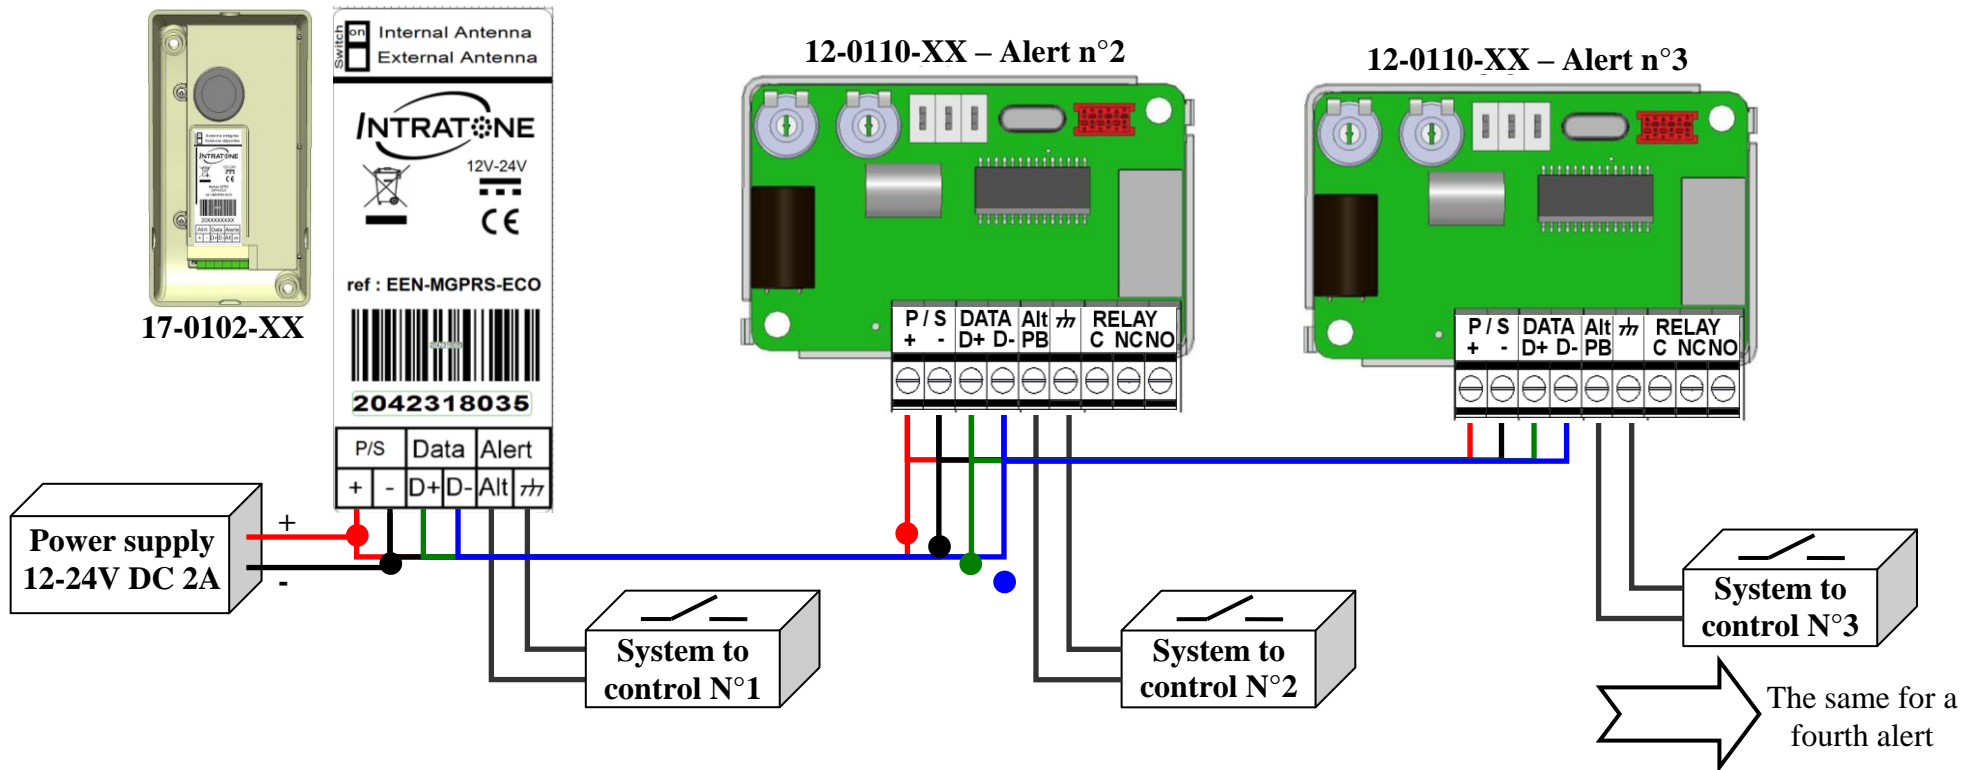 17-0102-XX
Switch
on
Internal Antenna
External Antenna
INTRATONE
12V-24V
CE
ref : EEN-MGPRS-ECO
2042318035
P/S Data Alert
+ - D+ D- Alt
Power supply
12-24V DC 2A
+
-
System to
control N°1
12-0110-XX – Alert n°2
P / S DATA Alt RELAY
+ - D+ D- PB C NC NO
System to
control N°2
12-0110-XX – Alert n°3
P / S DATA Alt RELAY
+ - D+ D- PB C NC NO
System to
control N°3
The same for a
fourth alert
INTRATONE
CE
20XXXXXXXX